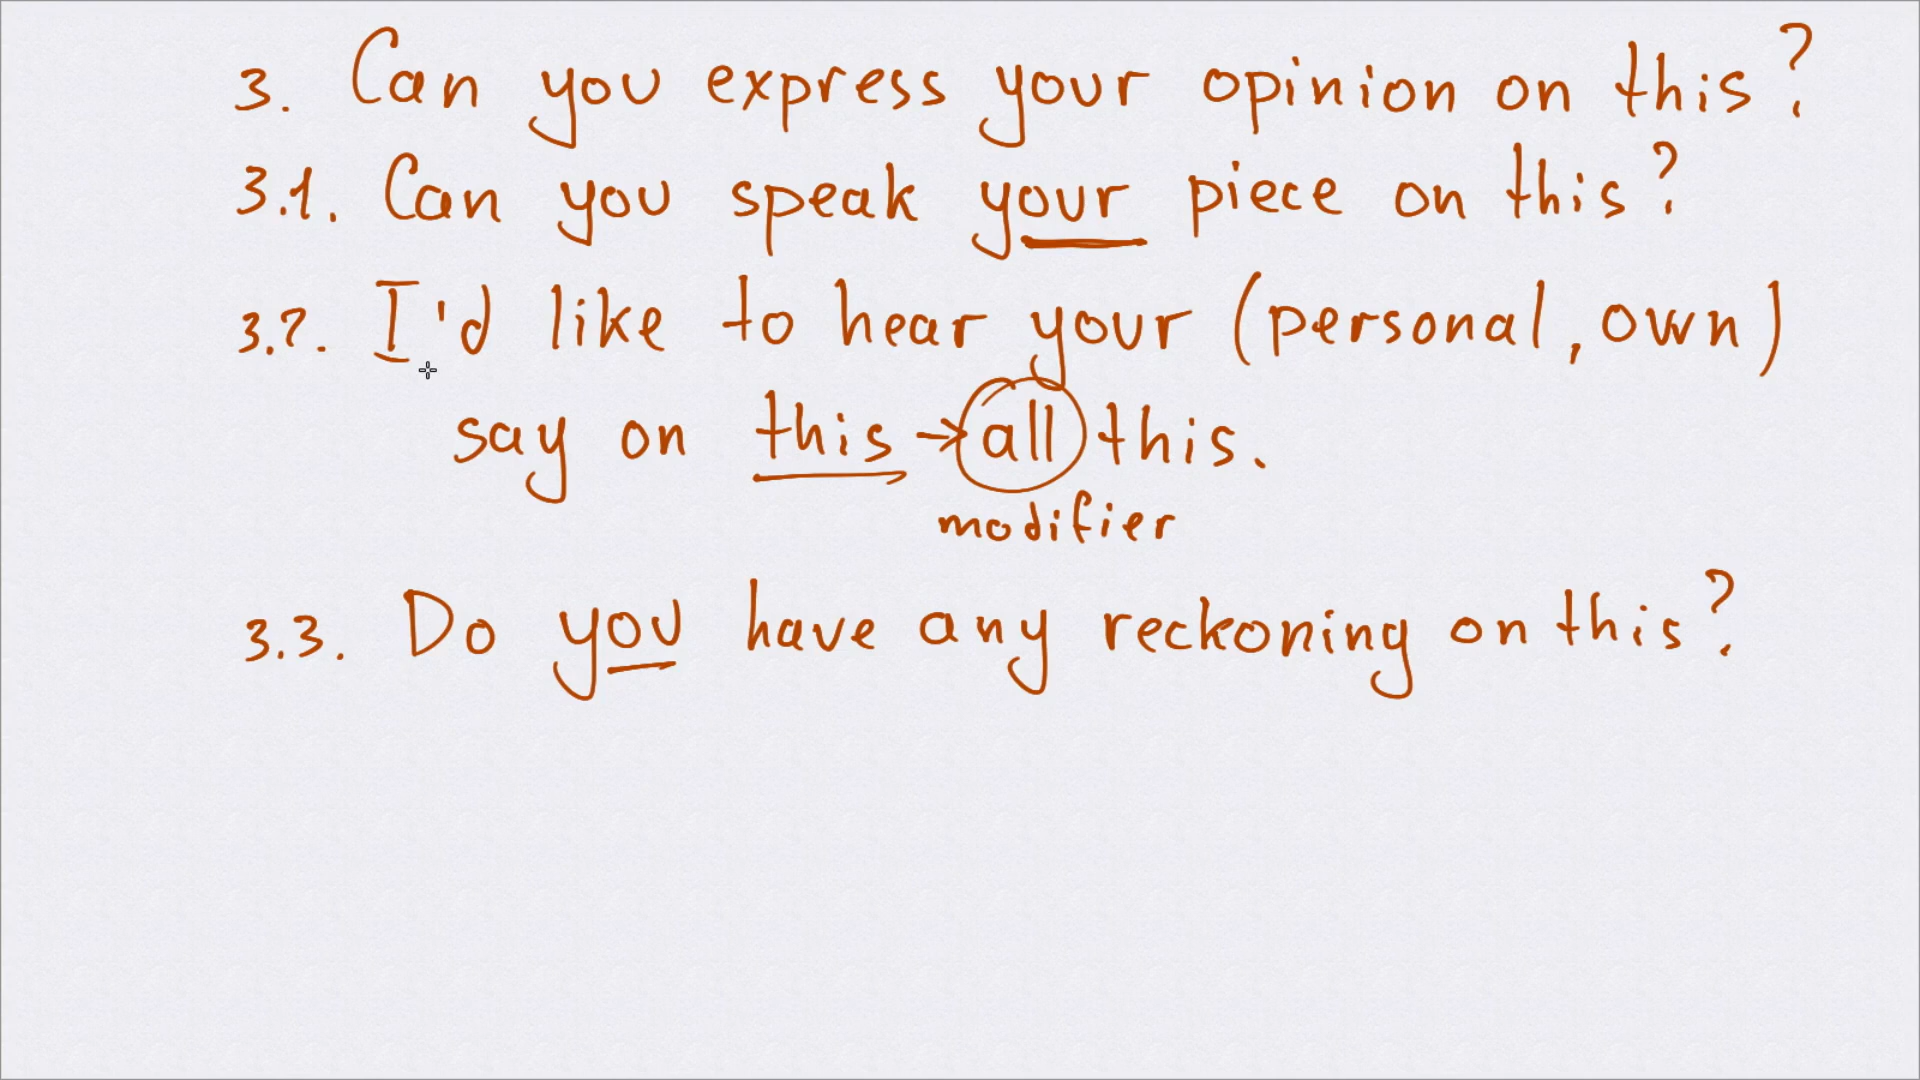 3. Can you express your opinion on this?
3.1. Can you speak your piece on this?
3.2. I'd like to hear your (personal, own)
say on this → all this.
modifier
3.3. Do you have any reckoning on this?